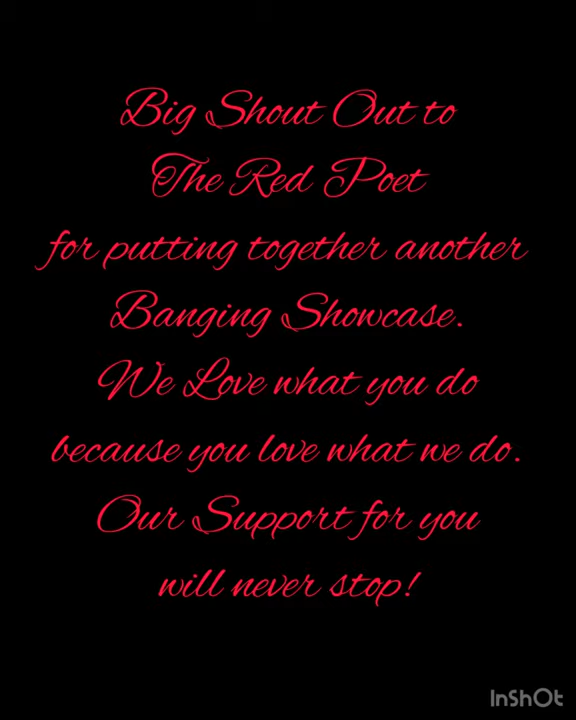 Big Shout Out to
The Red Poet
for putting together another
Banging Showcase.
We Love what you do
because you love what we do.
Our Support for you
will never stop!
InShOt